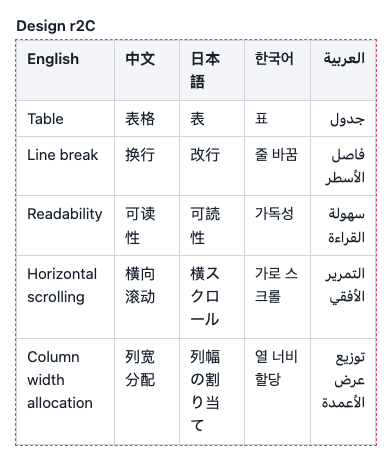 Design r2C
English 中文 日本 한국어 العربية
語
Table 表格 表 표 جدول
Line break 换行 改行 줄 바꿈 فاصل
الأسطر
Readability 可读 可読 가독성 سهولة
性 性 القراءة
Horizontal 横向 横ス 가로 스 التمرير
scrolling 滚动 クロ 크롤 الأفقي
ール
Column 列宽 列幅 열 너비 توزيع
width 分配 の割 할당 عرض
allocation り当 الأعمدة
て